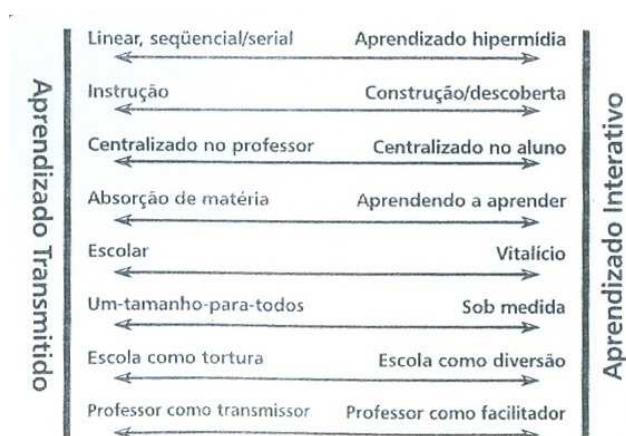 Aprendizado Transmitido
Linear, seqüencial/serial Aprendizado hipermídia
Instrução Construção/descoberta
Centralizado no professor Centralizado no aluno
Absorção de matéria Aprendendo a aprender
Escolar Vitalício
Um-tamanho-para-todos Sob medida
Escola como tortura Escola como diversão
Professor como transmissor Professor como facilitador
Aprendizado Interativo